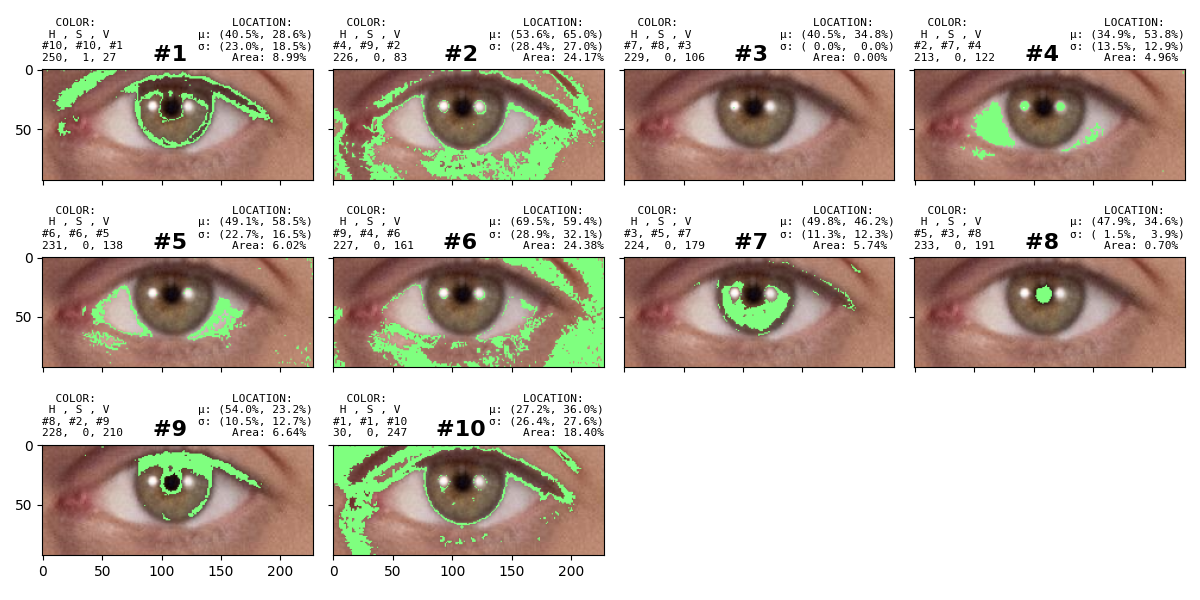 COLOR: LOCATION:
H , S , V μ: (40.5%, 28.6%)
#10, #10, #1 #1 σ: (23.0%, 18.5%)
250, 1, 27 Area: 8.99%
COLOR: LOCATION:
H , S , V μ: (53.6%, 65.0%)
#4, #9, #2 #2 σ: (28.4%, 27.0%)
226, 0, 83 Area: 24.17%
COLOR: LOCATION:
H , S , V μ: (40.5%, 34.8%)
#7, #8, #3 #3 σ: ( 0.0%, 0.0%)
229, 0, 106 Area: 0.00%
COLOR: LOCATION:
H , S , V μ: (34.9%, 53.8%)
#2, #7, #4 #4 σ: (13.5%, 12.9%)
213, 0, 122 Area: 4.96%
0
50
COLOR: LOCATION:
H , S , V μ: (49.1%, 58.5%)
#6, #6, #5 #5 σ: (22.7%, 16.5%)
231, 0, 138 Area: 6.02%
COLOR: LOCATION:
H , S , V μ: (69.5%, 59.4%)
#9, #4, #6 #6 σ: (28.9%, 32.1%)
227, 0, 161 Area: 24.38%
COLOR: LOCATION:
H , S , V μ: (49.8%, 46.2%)
#3, #5, #7 #7 σ: (11.3%, 12.3%)
224, 0, 179 Area: 5.74%
COLOR: LOCATION:
H , S , V μ: (47.9%, 34.6%)
#5, #3, #8 #8 σ: ( 1.5%, 3.9%)
233, 0, 191 Area: 0.70%
0
50
COLOR: LOCATION:
H , S , V μ: (54.0%, 23.2%)
#8, #2, #9 #9 σ: (10.5%, 12.7%)
228, 0, 210 Area: 6.64%
COLOR: LOCATION:
H , S , V μ: (27.2%, 36.0%)
#1, #1, #10 #10 σ: (26.4%, 27.6%)
30, 0, 247 Area: 18.40%
0
50
0 50 100 150 200
0 50 100 150 200